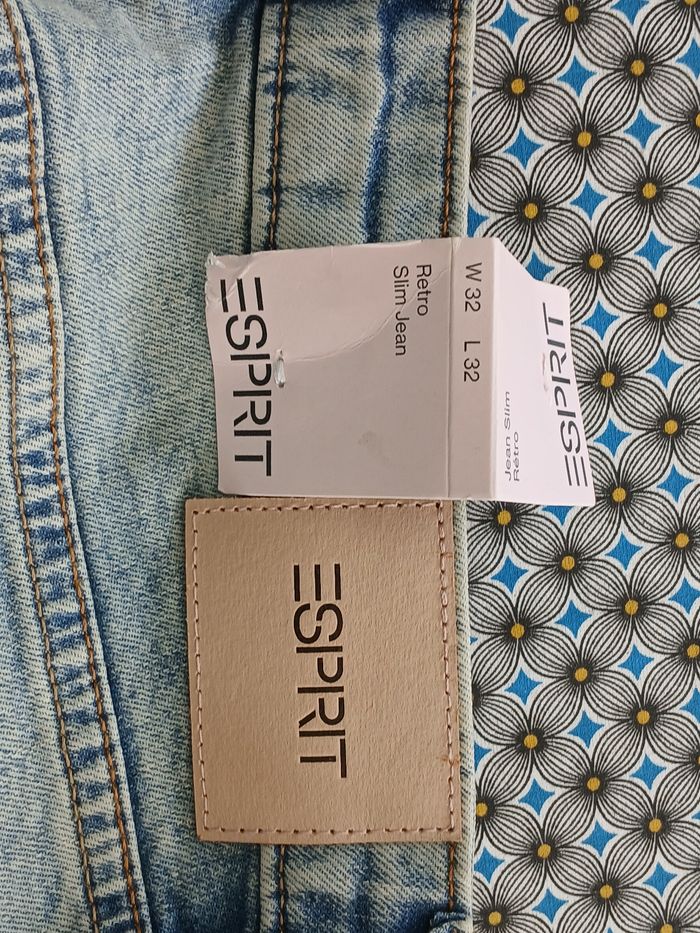 ESPRIT
Retro
Slim Jean
W 32 L 32
Jean Slim
Rétro
ESPRIT
ESPRIT